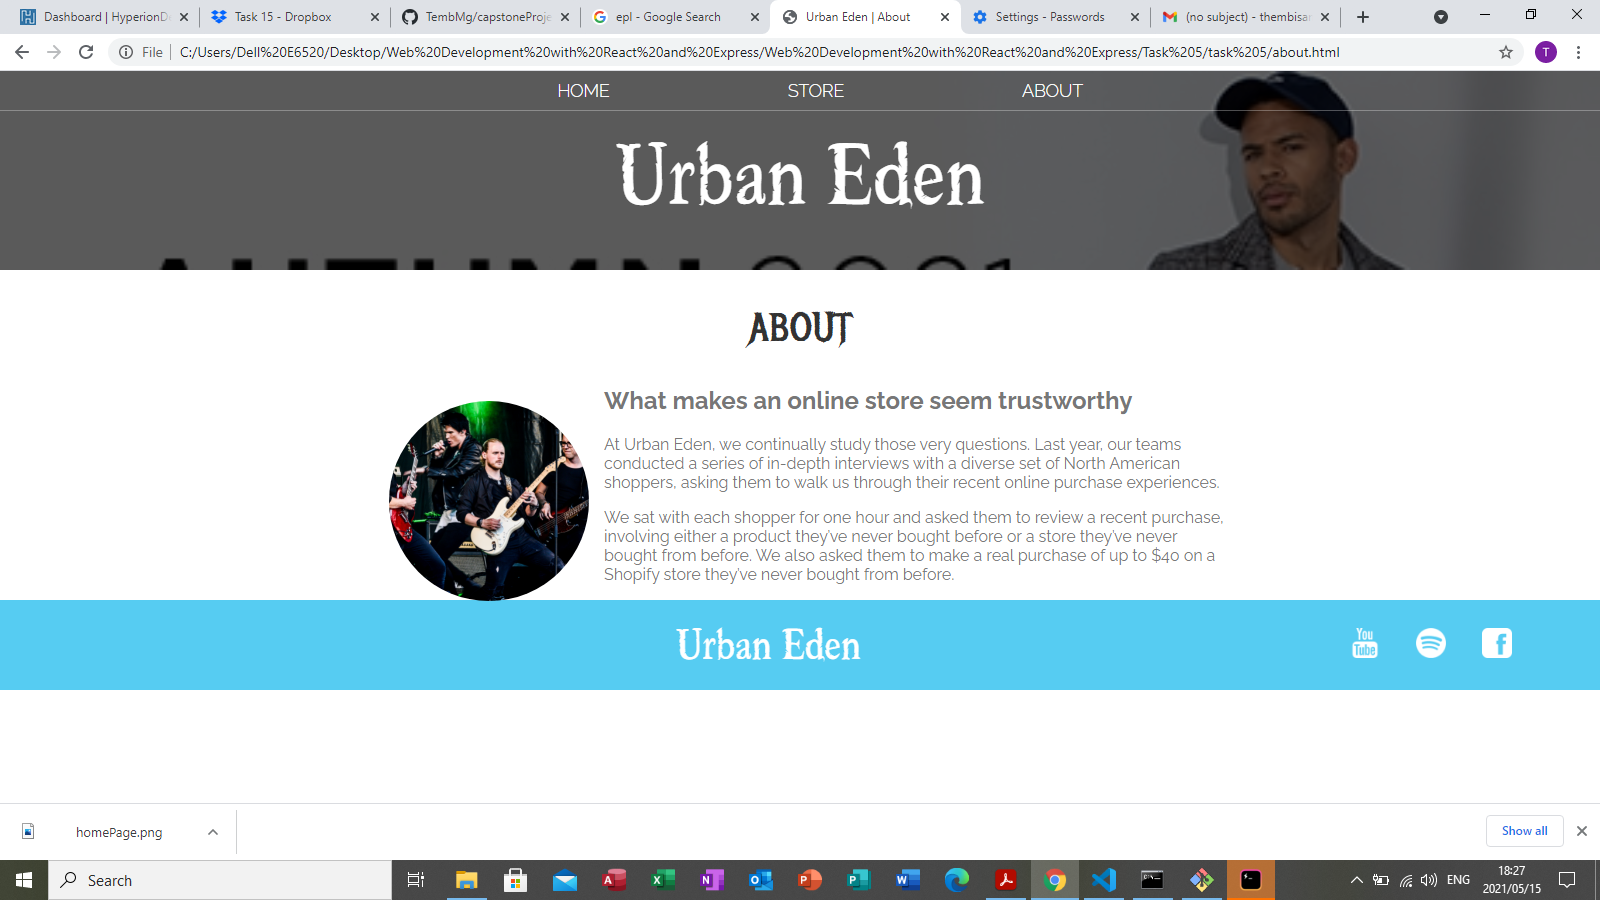 Dashboard | HyperionD
Task 15 - Dropbox
TembMg/capstoneProje
epl - Google Search
Urban Eden | About
Settings - Passwords
(no subject) - thembisar
File
C:/Users/Dell%20E6520/Desktop/Web%20Development%20with%20React%20and%20Express/Web%20Development%20with%20React%20and%20Express/Task%205/task%205/about.html
T
HOME
STORE
ABOUT
Urban Eden
AUTUMN 2021
ABOUT
What makes an online store seem trustworthy
At Urban Eden, we continually study those very questions. Last year, our teams
conducted a series of in-depth interviews with a diverse set of North American
shoppers, asking them to walk us through their recent online purchase experiences.
We sat with each shopper for one hour and asked them to review a recent purchase,
involving either a product they've never bought before or a store they've never
bought from before. We also asked them to make a real purchase of up to $40 on a
Shopify store they've never bought from before.
Urban Eden
You
Tube
homePage.png
Show all
Search
ENG
18:27
2021/05/15